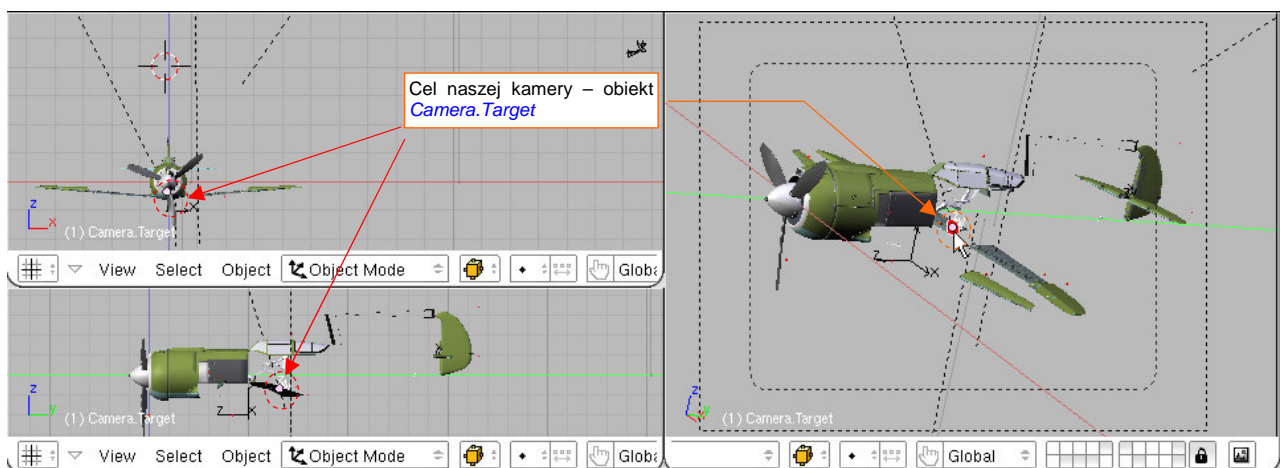 Cel naszej kamery – obiekt
Camera.Target
z
x
(1) Camera.Target
View Select Object Object Mode Globa
z
y
z x
(1) Camera.Target
View Select Object Object Mode Globa
z x
z
y
(1) Camera.Target
Global